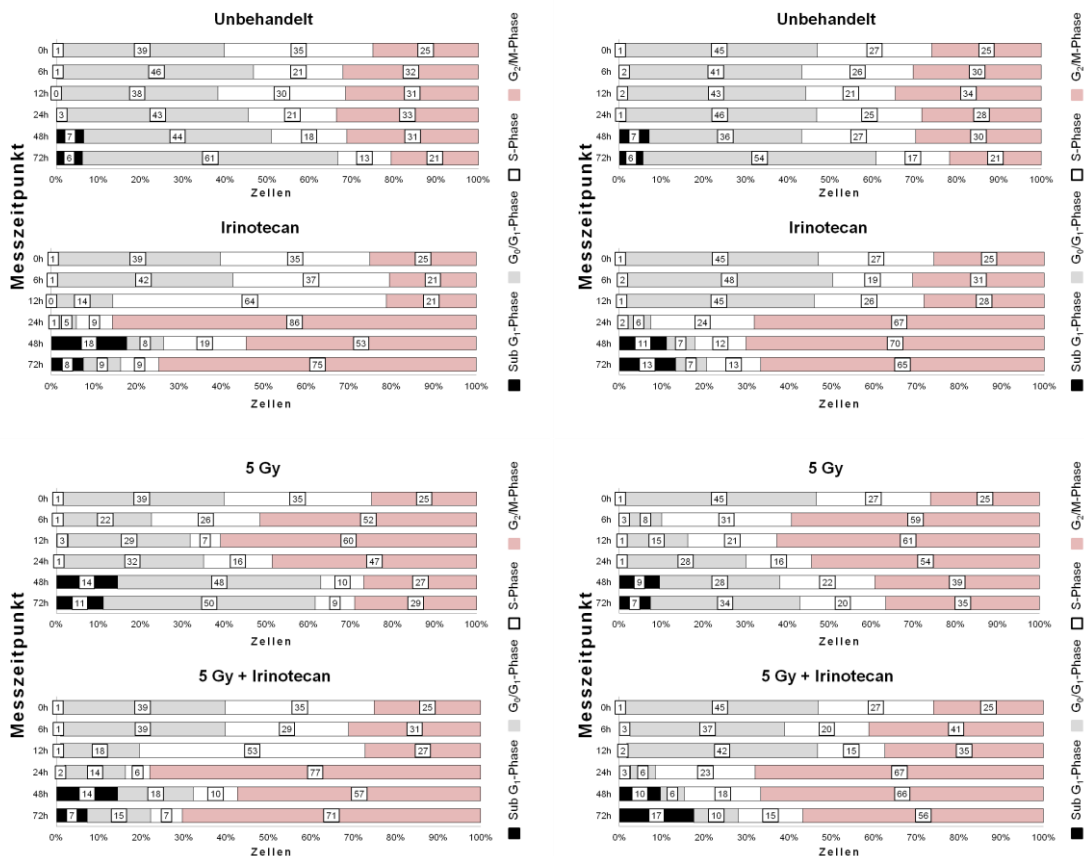 Unbehandelt
0h 1 39 35 25
6h 1 46 21 32
12h 0 38 30 31
24h 3 43 21 33
48h 7 44 18 31
72h 6 61 13 21
0% 10% 20% 30% 40% 50% 60% 70% 80% 90% 100%
Zellen
Irinotecan
0h 1 39 35 25
6h 1 42 37 21
12h 0 14 64 21
24h 1 5 9 86
48h 18 8 19 53
72h 8 9 9 75
0% 10% 20% 30% 40% 50% 60% 70% 80% 90% 100%
Zellen
Messzeitpunkt
Sub G₁-Phase G₀/G₁-Phase S-Phase G₂/M-Phase
Unbehandelt
0h 1 45 27 25
6h 2 41 26 30
12h 2 43 21 34
24h 1 46 25 28
48h 7 36 27 30
72h 6 54 17 21
0% 10% 20% 30% 40% 50% 60% 70% 80% 90% 100%
Zellen
Irinotecan
0h 1 45 27 25
6h 2 48 19 31
12h 1 45 26 28
24h 2 6 24 67
48h 11 7 12 70
72h 13 7 13 65
0% 10% 20% 30% 40% 50% 60% 70% 80% 90% 100%
Zellen
Messzeitpunkt
Sub G₁-Phase G₀/G₁-Phase S-Phase G₂/M-Phase
5 Gy
0h 1 39 35 25
6h 1 22 26 52
12h 3 29 7 60
24h 1 32 16 47
48h 14 48 10 27
72h 11 50 9 29
0% 10% 20% 30% 40% 50% 60% 70% 80% 90% 100%
Zellen
5 Gy + Irinotecan
0h 1 39 35 25
6h 1 39 29 31
12h 1 18 53 27
24h 2 14 6 77
48h 14 18 10 57
72h 7 15 7 71
0% 10% 20% 30% 40% 50% 60% 70% 80% 90% 100%
Zellen
Messzeitpunkt
Sub G₁-Phase G₀/G₁-Phase S-Phase G₂/M-Phase
5 Gy
0h 1 45 27 25
6h 3 8 31 59
12h 1 15 21 61
24h 1 28 16 54
48h 9 28 22 39
72h 7 34 20 35
0% 10% 20% 30% 40% 50% 60% 70% 80% 90% 100%
Zellen
5 Gy + Irinotecan
0h 1 45 27 25
6h 3 37 20 41
12h 2 42 15 35
24h 3 6 23 67
48h 10 6 18 66
72h 17 10 15 56
0% 10% 20% 30% 40% 50% 60% 70% 80% 90% 100%
Zellen
Messzeitpunkt
Sub G₁-Phase G₀/G₁-Phase S-Phase G₂/M-Phase